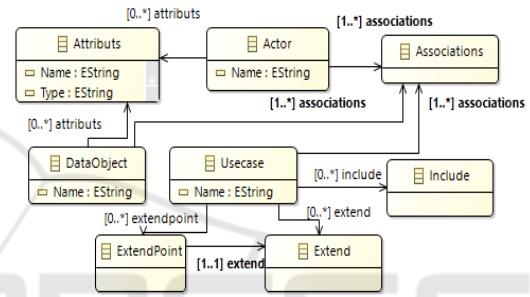 [0..*] attributs
[1..*] associations
Attributs
Name : EString
Type : EString
Actor
Name : EString
Associations
[1..*] associations
[1..*] associations
[0..*] attributs
DataObject
Name : EString
Usecase
Name : EString
[0..*] include
Include
[0..*] extendpoint
[0..*] extend
ExtendPoint
[1..1] extend
Extend